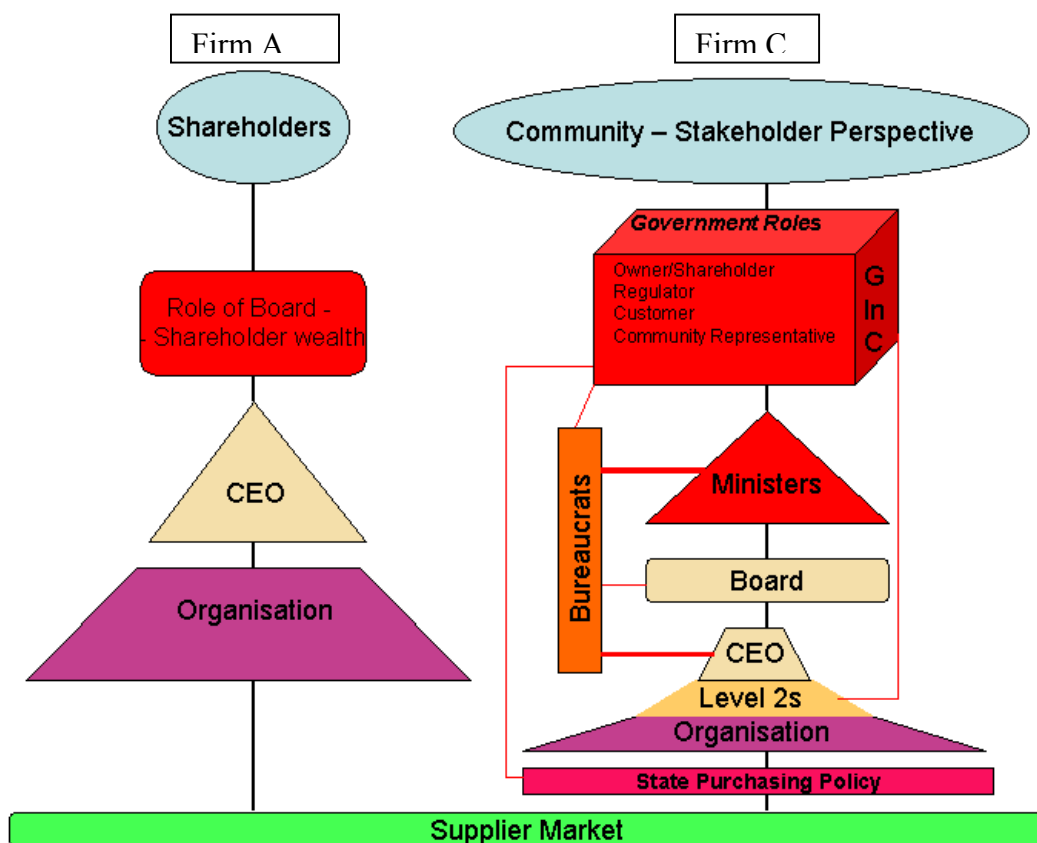 Firm A
Firm C
Shareholders
Community – Stakeholder Perspective
Role of Board -
- Shareholder wealth
Government Roles
Owner/Shareholder
Regulator
Customer
Community Representative
G
In
C
CEO
Organisation
Bureaucrats
Ministers
Board
CEO
Level 2s
Organisation
State Purchasing Policy
Supplier Market